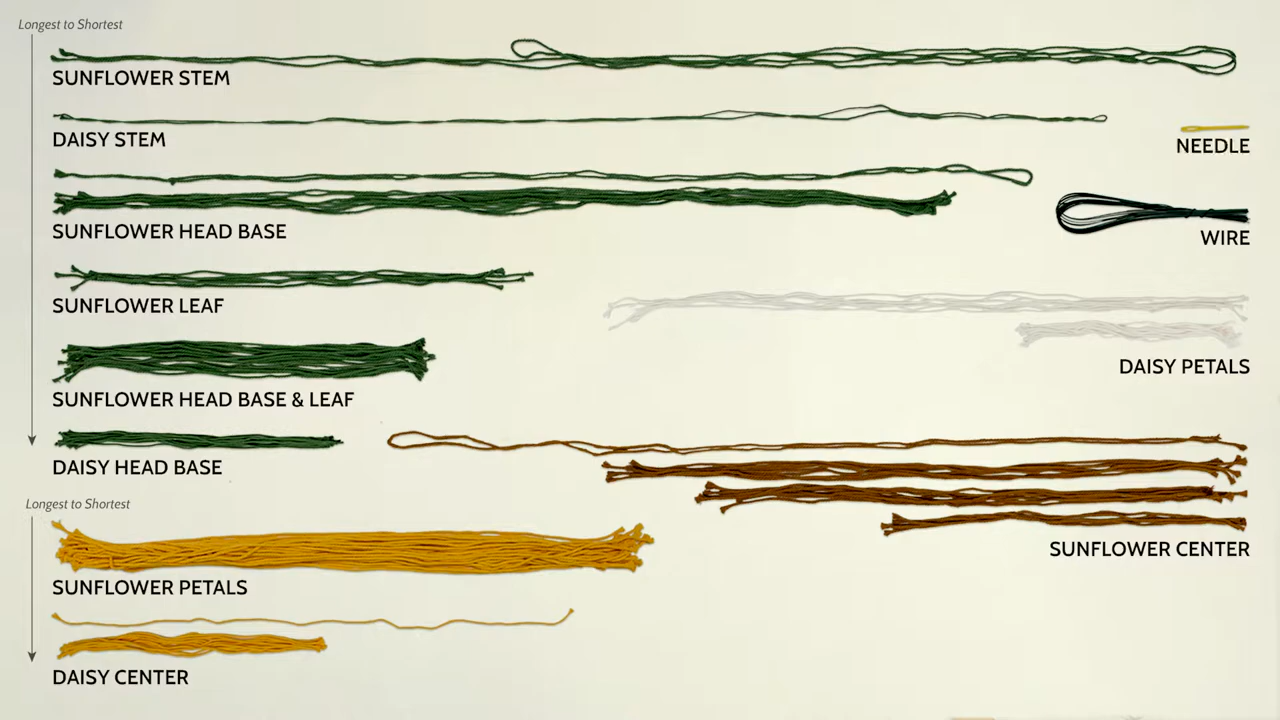 Longest to Shortest
SUNFLOWER STEM
DAISY STEM
NEEDLE
SUNFLOWER HEAD BASE
WIRE
SUNFLOWER LEAF
DAISY PETALS
SUNFLOWER HEAD BASE & LEAF
DAISY HEAD BASE
Longest to Shortest
SUNFLOWER CENTER
SUNFLOWER PETALS
DAISY CENTER